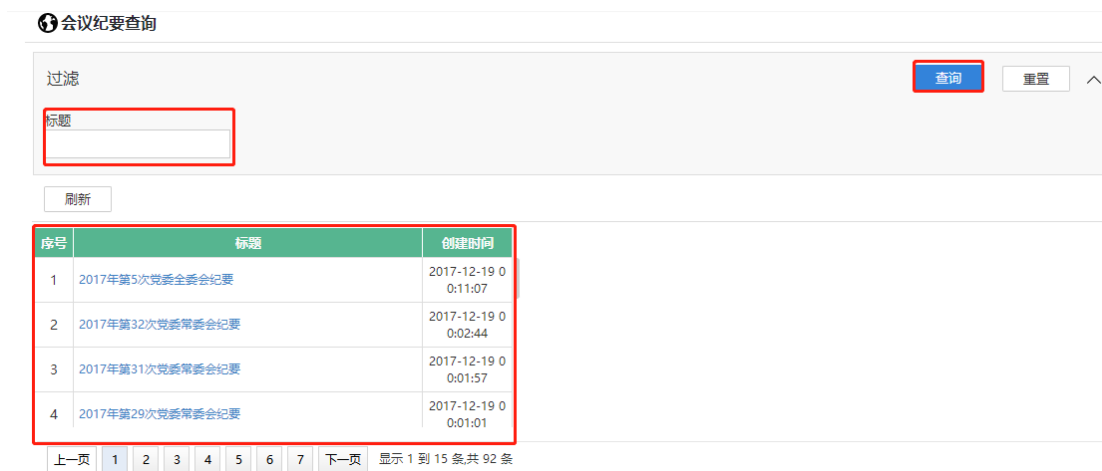 会议纪要查询
过滤 查询 重置
标题
刷新
序号 标题 创建时间
1 2017年第5次党委全委会纪要 2017-12-19 0
0:11:07
2 2017年第32次党委常委会纪要 2017-12-19 0
0:02:44
3 2017年第31次党委常委会纪要 2017-12-19 0
0:01:57
4 2017年第29次党委常委会纪要 2017-12-19 0
0:01:01
上一页 1 2 3 4 5 6 7 下一页 显示 1 到 15 条,共 92 条